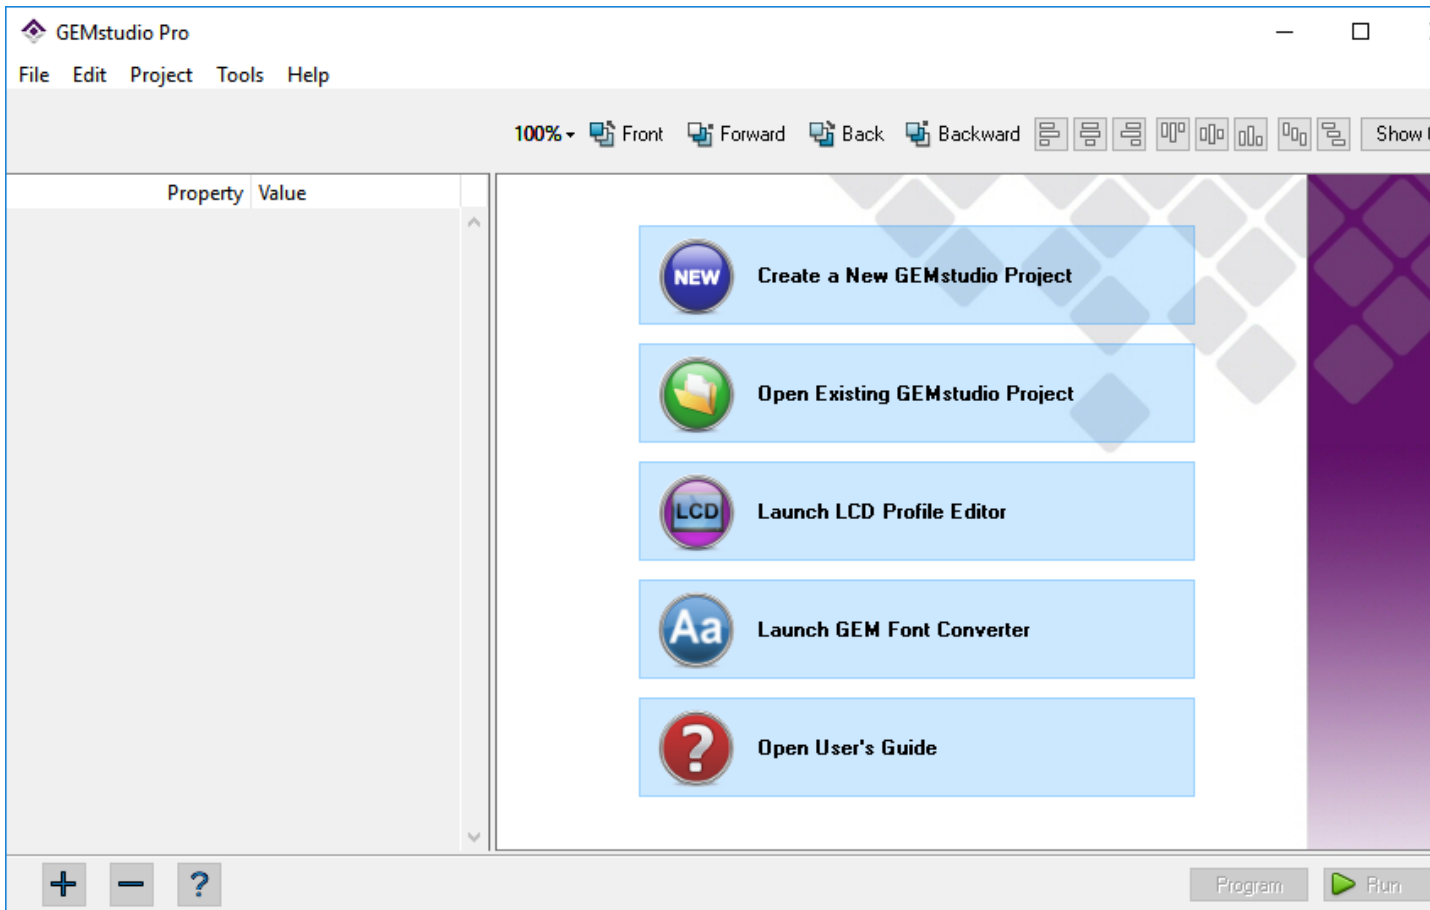 GEMstudio Pro
File Edit Project Tools Help
100% Front Forward Back Backward Show
Property Value
NEW Create a New GEMstudio Project
Open Existing GEMstudio Project
LCD Launch LCD Profile Editor
Aa Launch GEM Font Converter
? Open User's Guide
+ − ? Program Run